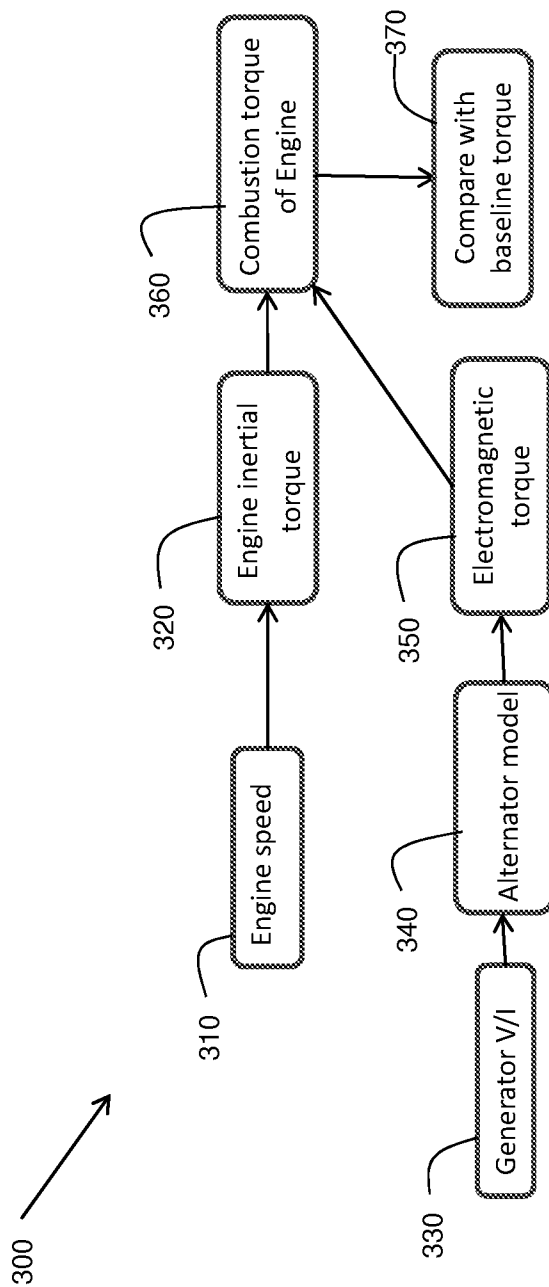 300
310
Engine speed
320
Engine inertial
torque
360
Combustion torque
of Engine
330
Generator V/I
340
Alternator model
350
Electromagnetic
torque
370
Compare with
baseline torque